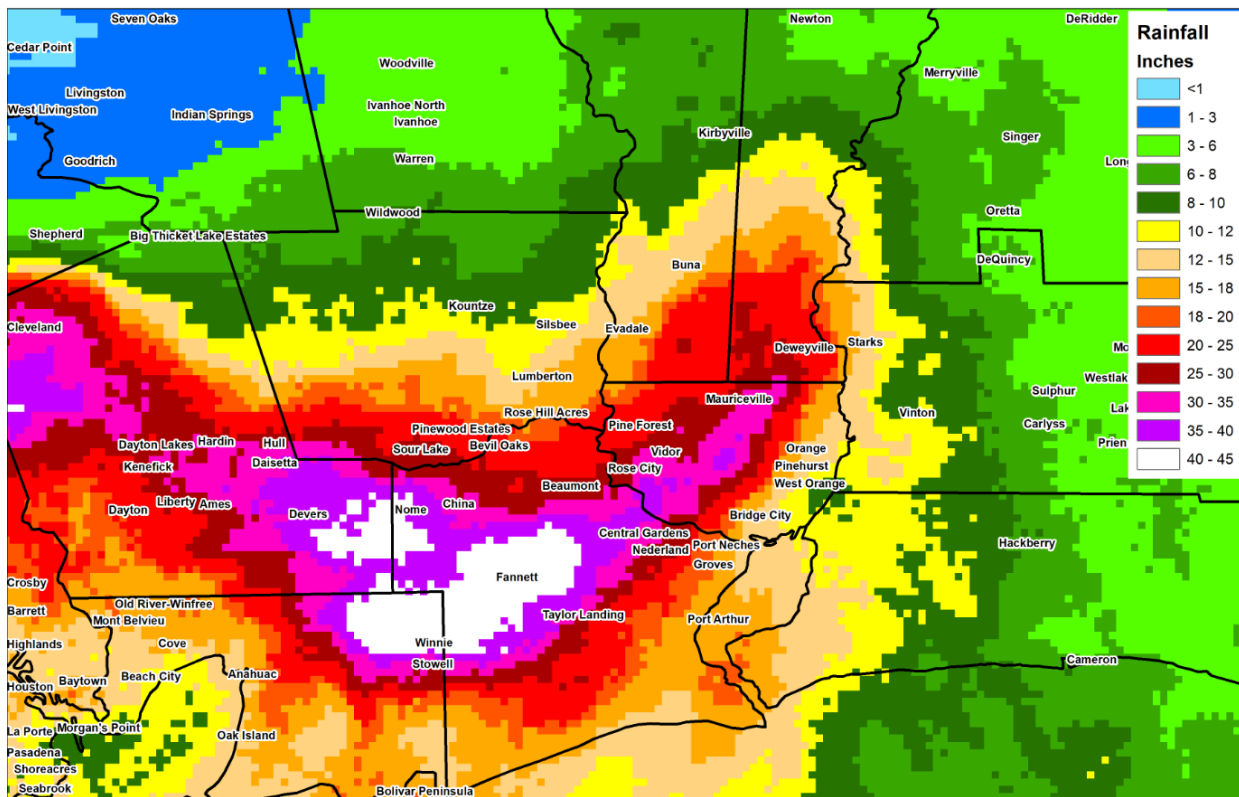 Seven Oaks
Newton
DeRidder
Cedar Point
Woodville
Merryville
Livingston
West Livingston
Indian Springs
Ivanhoe North
Ivanhoe
Kirbyville
Singer
Goodrich
Warren
Long
Wildwood
Oretta
Shepherd
Big Thicket Lake Estates
Buna
DeQuincy
Kountze
Cleveland
Silsbee
Evadale
Deweyville
Starks
Mo
Lumberton
Westlak
Mauriceville
Sulphur
Rose Hill Acres
Vinton
Lak
Pine Forest
Carlyss
Dayton Lakes
Hardin
Hull
Pinewood Estates
Bevil Oaks
Sour Lake
Vidor
Orange
Prien
Kenefick
Daisetta
Rose City
Pinehurst
Beaumont
West Orange
Liberty
Ames
Dayton
Devers
Nome
China
Bridge City
Central Gardens
Nederland
Port Neches
Hackberry
Groves
Crosby
Fannett
Barrett
Old River-Winfree
Mont Belvieu
Taylor Landing
Port Arthur
Highlands
Cove
Winnie
Stowell
Cameron
Houston
Baytown
Beach City
Anahuac
La Porte
Morgan's Point
Oak Island
Pasadena
Shoreacres
Seabrook
Bolivar Peninsula
Rainfall
Inches
<1
1 - 3
3 - 6
6 - 8
8 - 10
10 - 12
12 - 15
15 - 18
18 - 20
20 - 25
25 - 30
30 - 35
35 - 40
40 - 45